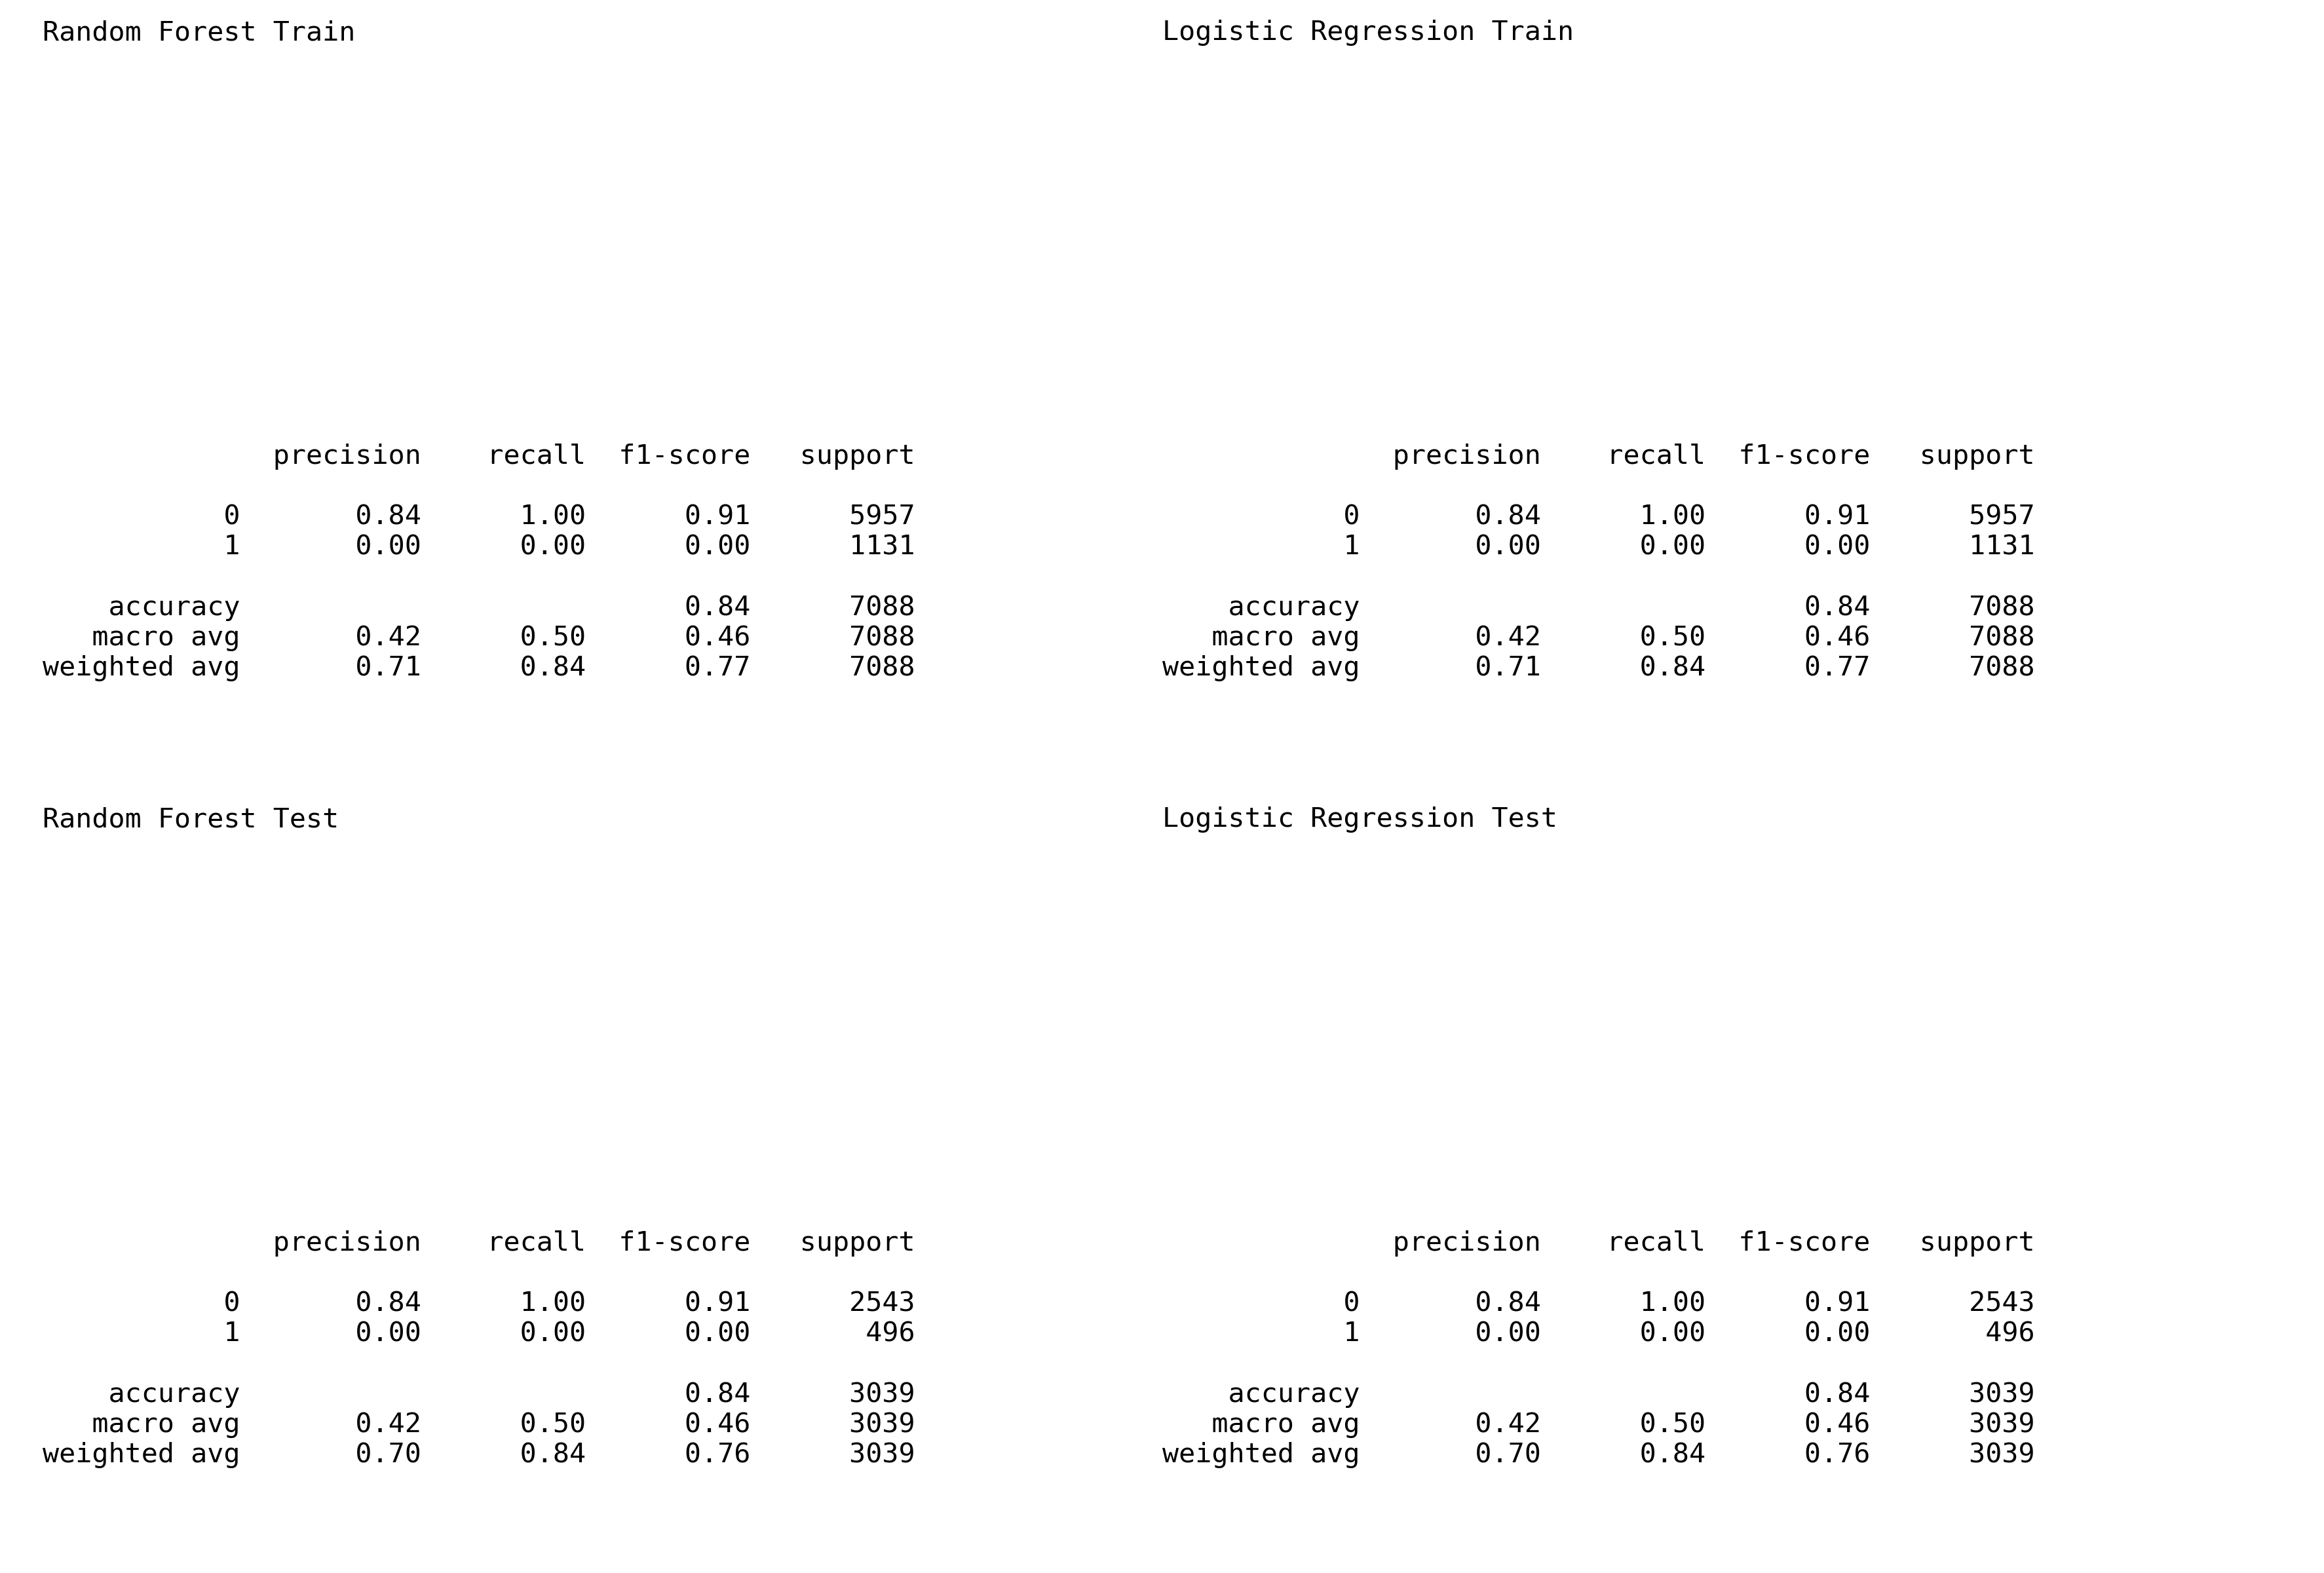 Random Forest Train
precision recall f1-score support
0 0.84 1.00 0.91 5957
1 0.00 0.00 0.00 1131
accuracy 0.84 7088
macro avg 0.42 0.50 0.46 7088
weighted avg 0.71 0.84 0.77 7088
Logistic Regression Train
precision recall f1-score support
0 0.84 1.00 0.91 5957
1 0.00 0.00 0.00 1131
accuracy 0.84 7088
macro avg 0.42 0.50 0.46 7088
weighted avg 0.71 0.84 0.77 7088
Random Forest Test
precision recall f1-score support
0 0.84 1.00 0.91 2543
1 0.00 0.00 0.00 496
accuracy 0.84 3039
macro avg 0.42 0.50 0.46 3039
weighted avg 0.70 0.84 0.76 3039
Logistic Regression Test
precision recall f1-score support
0 0.84 1.00 0.91 2543
1 0.00 0.00 0.00 496
accuracy 0.84 3039
macro avg 0.42 0.50 0.46 3039
weighted avg 0.70 0.84 0.76 3039